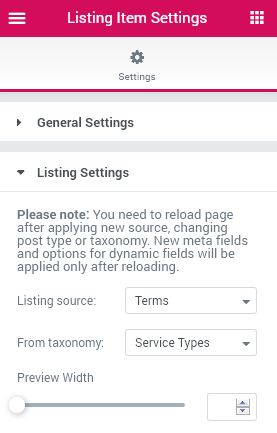 Listing Item Settings
Settings
General Settings
Listing Settings
Please note: You need to reload page
after applying new source, changing
post type or taxonomy. New meta fields
and options for dynamic fields will be
applied only after reloading.
Listing source: Terms
From taxonomy: Service Types
Preview Width